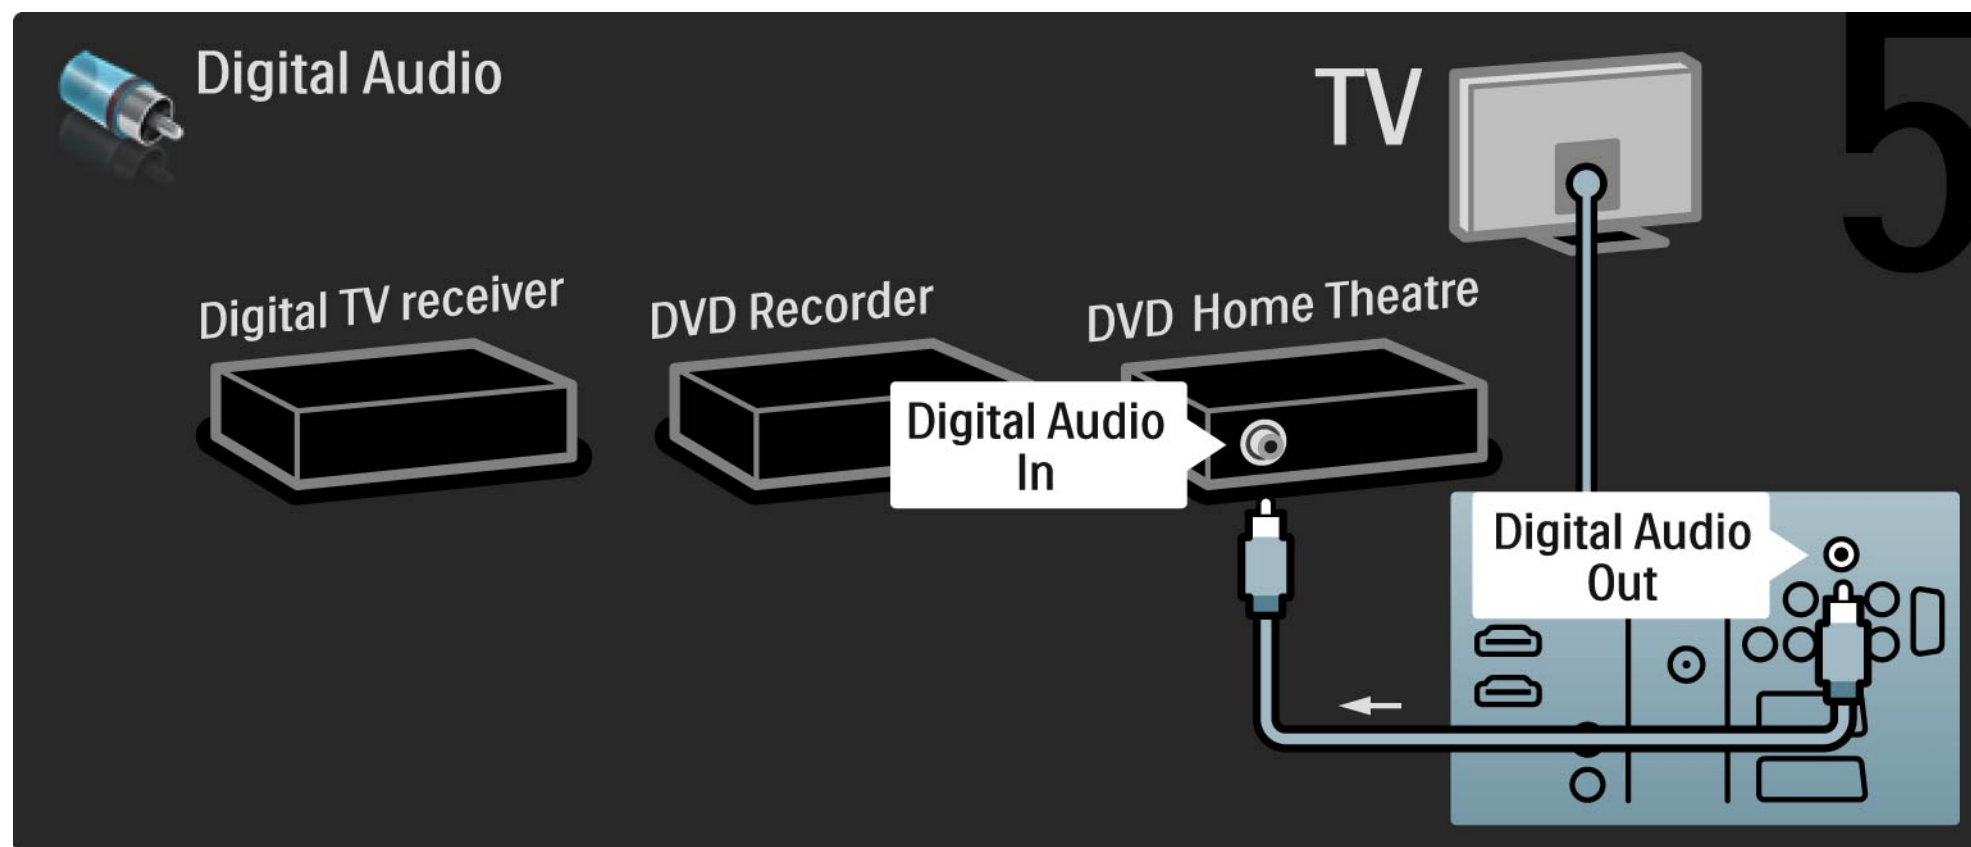 Digital Audio
TV
5
Digital TV receiver
DVD Recorder
DVD Home Theatre
Digital Audio
In
Digital Audio
Out